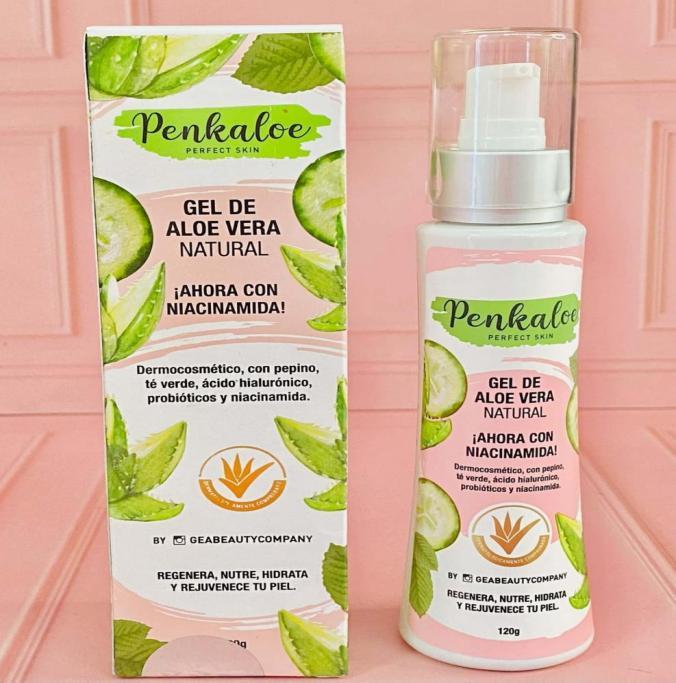 Penkaloe
PERFECT SKIN
GEL DE
ALOE VERA
NATURAL
¡AHORA CON
NIACINAMIDA!
Dermocosmético, con pepino,
té verde, ácido hialurónico,
probióticos y niacinamida.
BY GEABEAUTYCOMPANY
REGENERA, NUTRE, HIDRATA
Y REJUVENECE TU PIEL.
Penkaloe
PERFECT SKIN
GEL DE
ALOE VERA
NATURAL
¡AHORA CON
NIACINAMIDA!
Dermocosmético, con pepino,
té verde, ácido hialurónico,
probióticos y niacinamida.
BY GEABEAUTYCOMPANY
REGENERA, NUTRE, HIDRATA
Y REJUVENECE TU PIEL.
120g